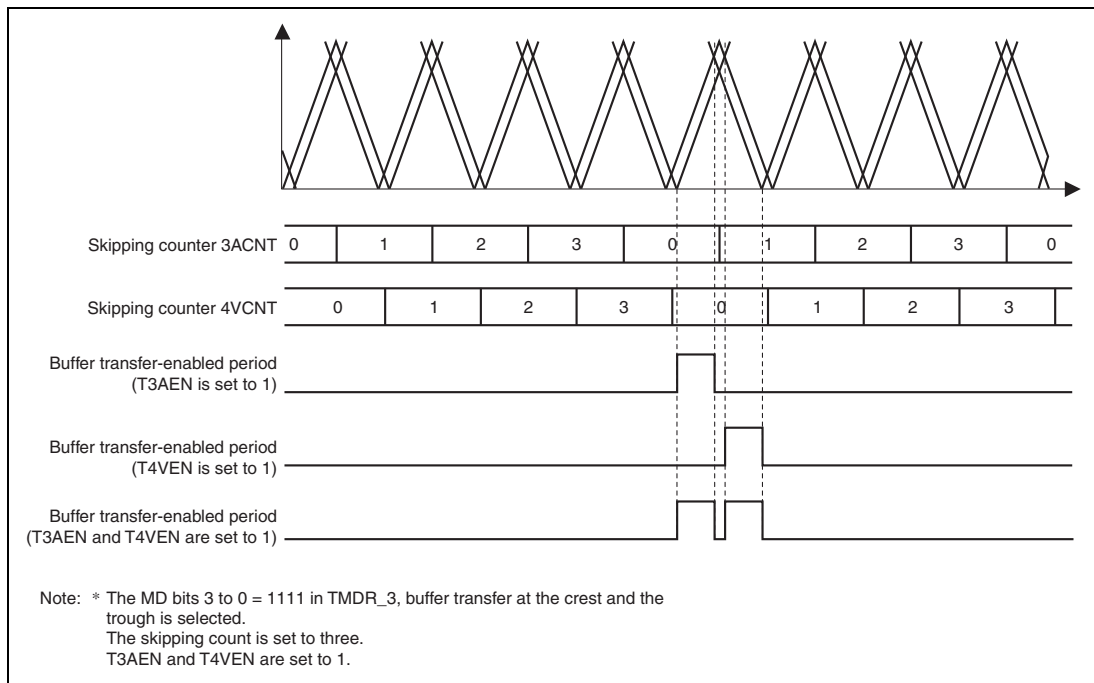 Skipping counter 3ACNT 0 1 2 3 0 1 2 3 0
Skipping counter 4VCNT 0 1 2 3 0 1 2 3
Buffer transfer-enabled period
(T3AEN is set to 1)
Buffer transfer-enabled period
(T4VEN is set to 1)
Buffer transfer-enabled period
(T3AEN and T4VEN are set to 1)
Note: * The MD bits 3 to 0 = 1111 in TMDR_3, buffer transfer at the crest and the
trough is selected.
The skipping count is set to three.
T3AEN and T4VEN are set to 1.